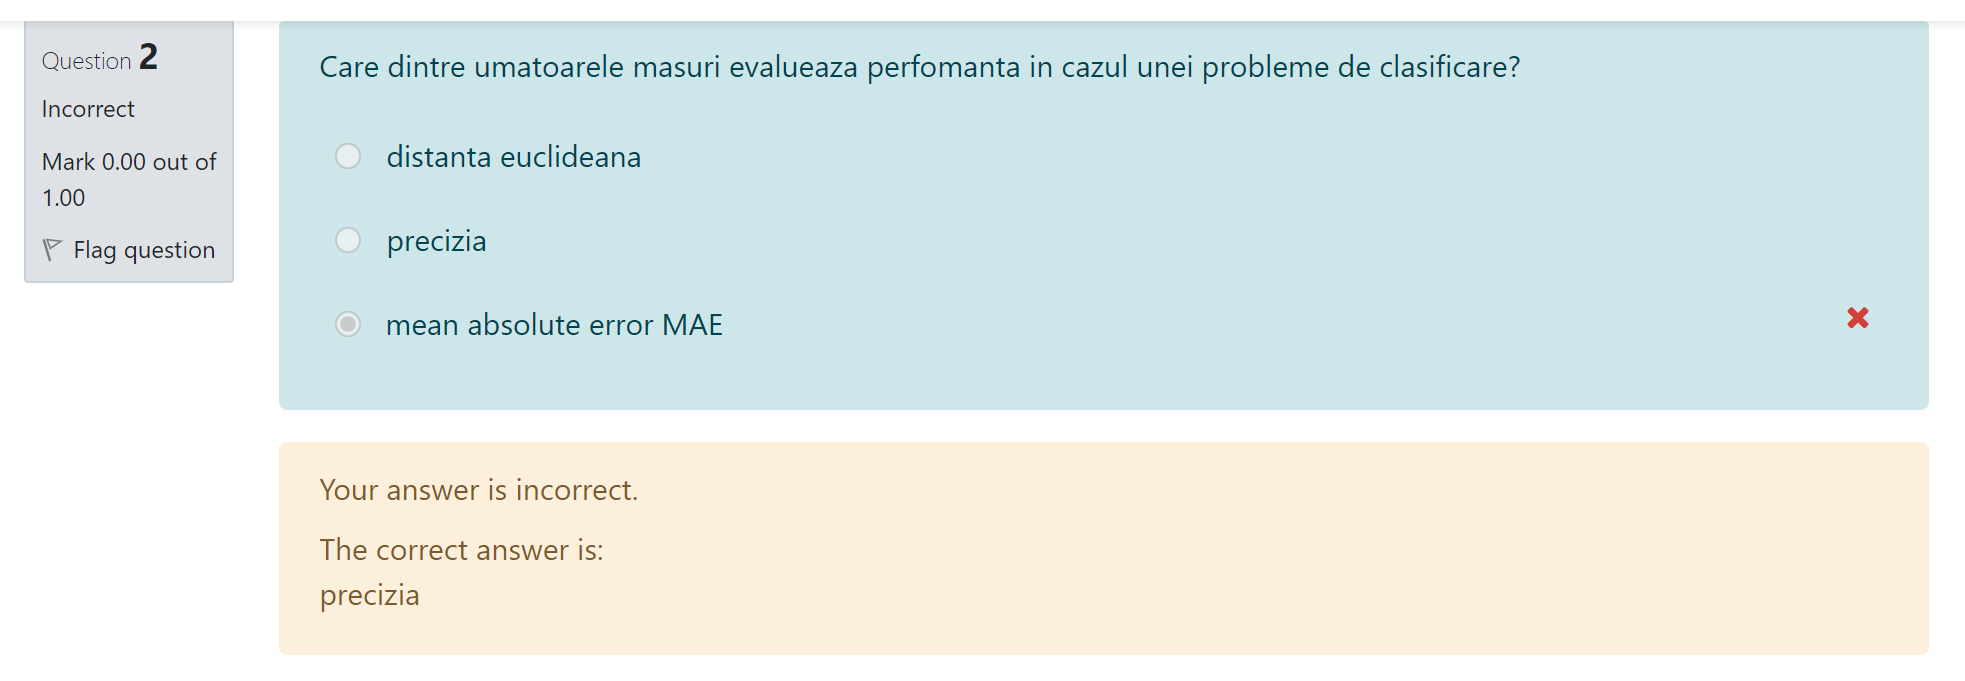 Question 2
Incorrect
Mark 0.00 out of
1.00
Flag question
Care dintre umatoarele masuri evalueaza perfomanta in cazul unei probleme de clasificare?
distanta euclideana
precizia
mean absolute error MAE
Your answer is incorrect.
The correct answer is:
precizia